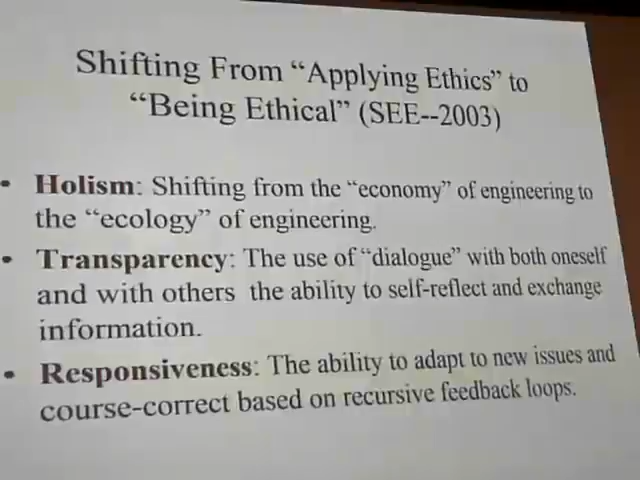 Shifting From “Applying Ethics” to
“Being Ethical” (SEE--2003)
• Holism: Shifting from the “economy” of engineering to
the “ecology” of engineering.
• Transparency: The use of “dialogue” with both oneself
and with others the ability to self-reflect and exchange
information.
• Responsiveness: The ability to adapt to new issues and
course-correct based on recursive feedback loops.